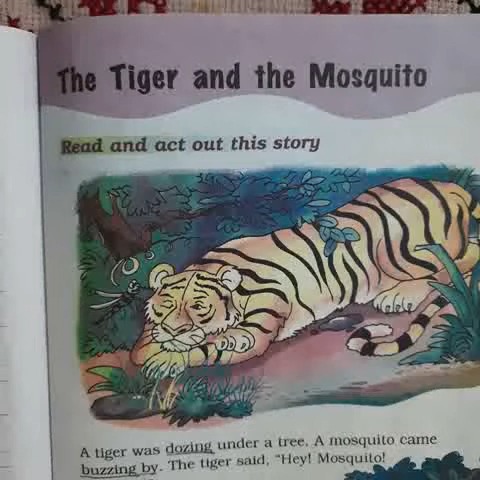 The Tiger and the Mosquito
Read and act out this story
A tiger was dozing under a tree. A mosquito came
buzzing by. The tiger said, "Hey! Mosquito!